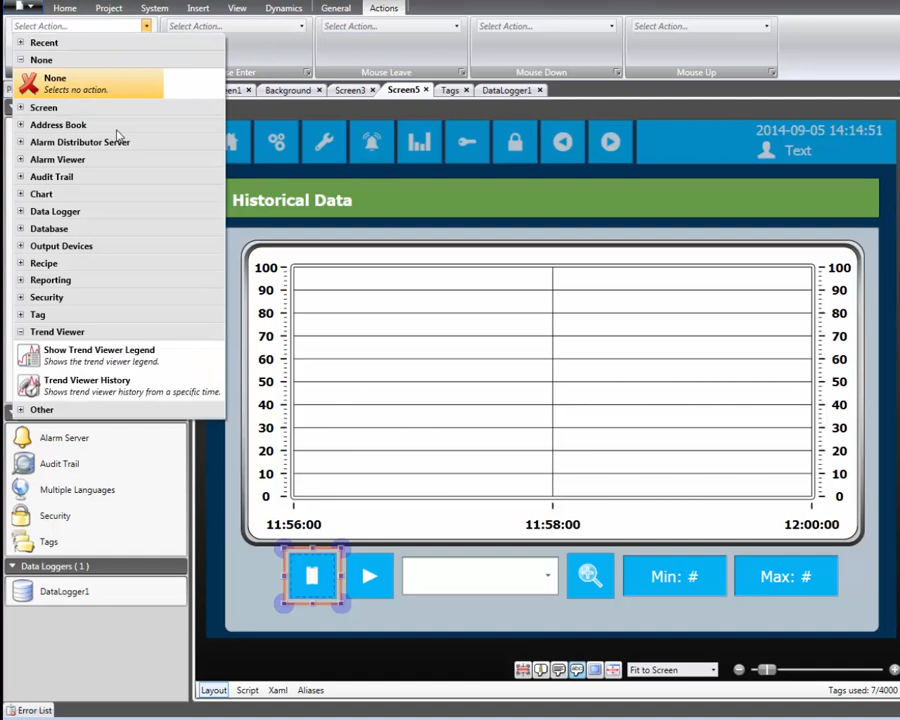 Home Project System Insert View Dynamics General Actions
Select Action... Select Action... Select Action... Select Action... Select Action...
Mouse Leave Mouse Down Mouse Up
Recent
None
None
Selects no action.
Screen
Address Book
Alarm Distributor Server
Alarm Viewer
Audit Trail
Chart
Data Logger
Database
Output Devices
Recipe
Reporting
Security
Tag
Trend Viewer
Show Trend Viewer Legend
Shows the trend viewer legend.
Trend Viewer History
Shows trend viewer history from a specific time.
Other
Alarm Server
Audit Trail
Multiple Languages
Security
Tags
Data Loggers ( 1 )
DataLogger1
Background Screen3 Screen5 Tags DataLogger1
2014-09-05 14:14:51
Text
Historical Data
100 100
90 90
80 80
70 70
60 60
50 50
40 40
30 30
20 20
10 10
0 0
11:56:00 11:58:00 12:00:00
Min: # Max: #
abc Fit to Screen
Layout Script Xaml Aliases Tags used: 7/4000
Error List